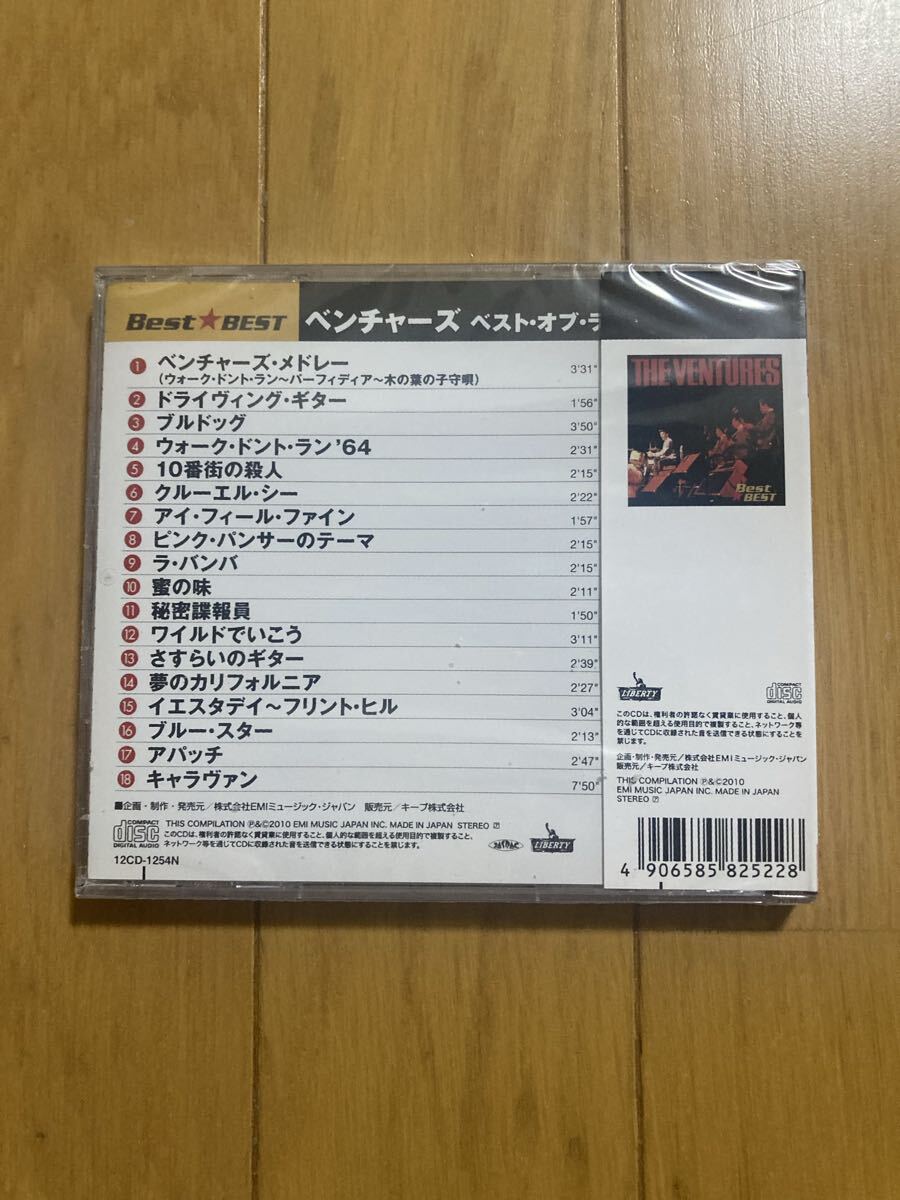 Best★BEST
ベンチャーズ ベスト・オブ・ラ
1 ベンチャーズ・メドレー 3'31"
(ウォーク・ドント・ラン〜パーフィディア〜木の葉の子守唄)
2 ドライヴィング・ギター 1'56"
3 ブルドッグ 3'50"
4 ウォーク・ドント・ラン '64 2'31"
5 10番街の殺人 2'15"
6 クルーエル・シー 2'22"
7 アイ・フィール・ファイン 1'57"
8 ピンク・パンサーのテーマ 2'15"
9 ラ・バンバ 2'15"
10 蜜の味 2'11"
11 秘密諜報員 1'50"
12 ワイルドでいこう 3'11"
13 さすらいのギター 2'39"
14 夢のカリフォルニア 2'27"
15 イエスタデイ〜フリント・ヒル 3'04"
16 ブルー・スター 2'13"
17 アパッチ 2'47"
18 キャラヴァン 7'50"
■企画・制作・発売元／株式会社EMIミュージック・ジャパン 販売元／キープ株式会社
COMPACT disc DIGITAL AUDIO
THIS COMPILATION Ⓟ&©2010 EMI MUSIC JAPAN INC. MADE IN JAPAN STEREO Ⓟ
このCDは、権利者の許諾なく賃貸業に使用すること、個人的な範囲を超える使用目的で複製すること、
ネットワーク等を通じてCDに収録された音を送信できる状態にすることを禁じます。
JASRAC
LIBERTY
12CD-1254N
THE VENTURES
Best
★BEST
LIBERTY
COMPACT disc DIGITAL AUDIO
このCDは、権利者の許諾なく賃貸業に使用すること、個人
的な範囲を超える使用目的で複製すること、ネットワーク等
を通じてCDに収録された音を送信できる状態にすることを
禁じます。
企画・制作・発売元／株式会社EMIミュージック・ジャパン
販売元／キープ株式会社
THIS COMPILATION Ⓟ&©2010
EMI MUSIC JAPAN INC. MADE IN JAPAN
STEREO Ⓟ
4 906585 825228